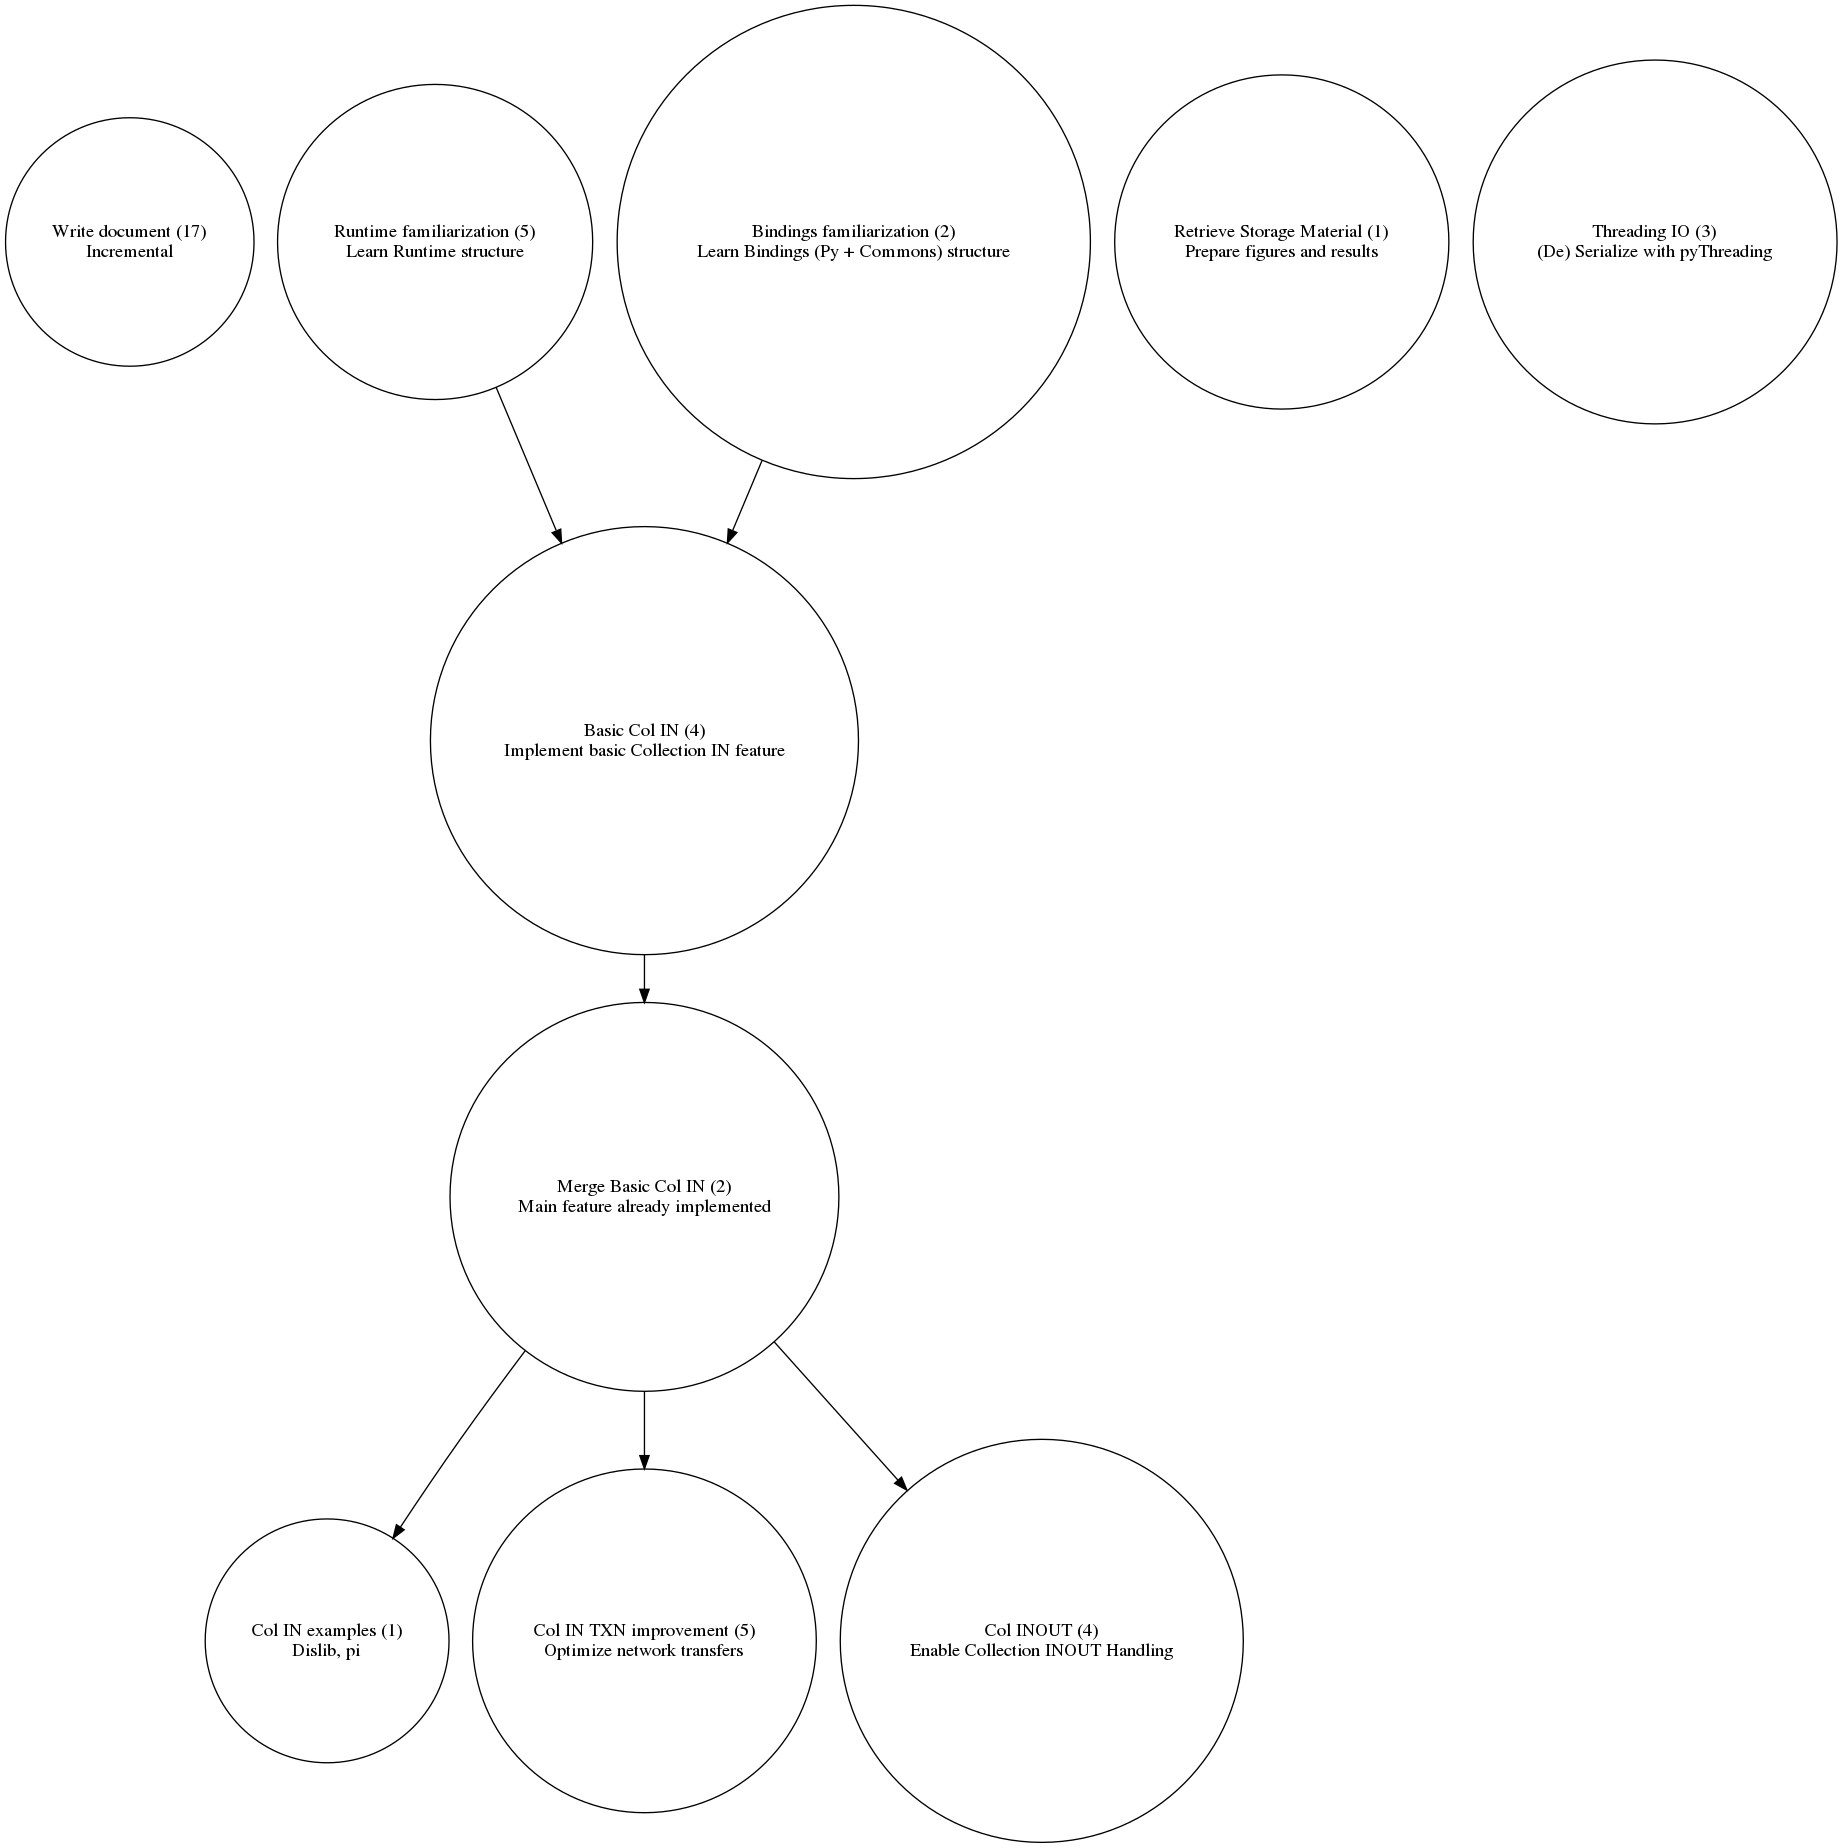 Write document (17)
Incremental
Runtime familiarization (5)
Learn Runtime structure
Bindings familiarization (2)
Learn Bindings (Py + Commons) structure
Retrieve Storage Material (1)
Prepare figures and results
Threading IO (3)
(De) Serialize with pyThreading
Basic Col IN (4)
Implement basic Collection IN feature
Merge Basic Col IN (2)
Main feature already implemented
Col IN examples (1)
Dislib, pi
Col IN TXN improvement (5)
Optimize network transfers
Col INOUT (4)
Enable Collection INOUT Handling